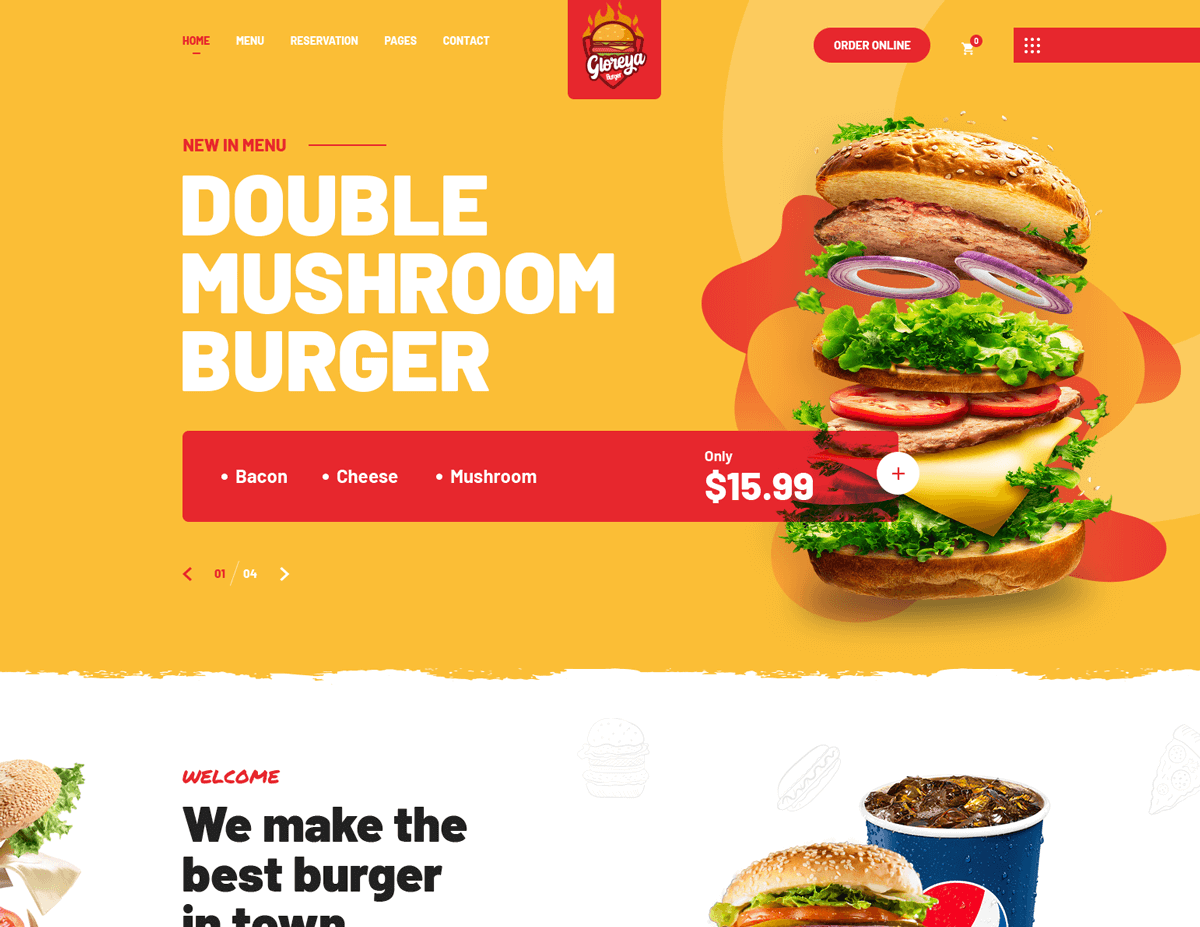 HOME MENU RESERVATION PAGES CONTACT
Gloreya
Burger
ORDER ONLINE
0
NEW IN MENU
DOUBLE
MUSHROOM
BURGER
• Bacon • Cheese • Mushroom
Only
$15.99
+
01 / 04
WELCOME
We make the
best burger
in town